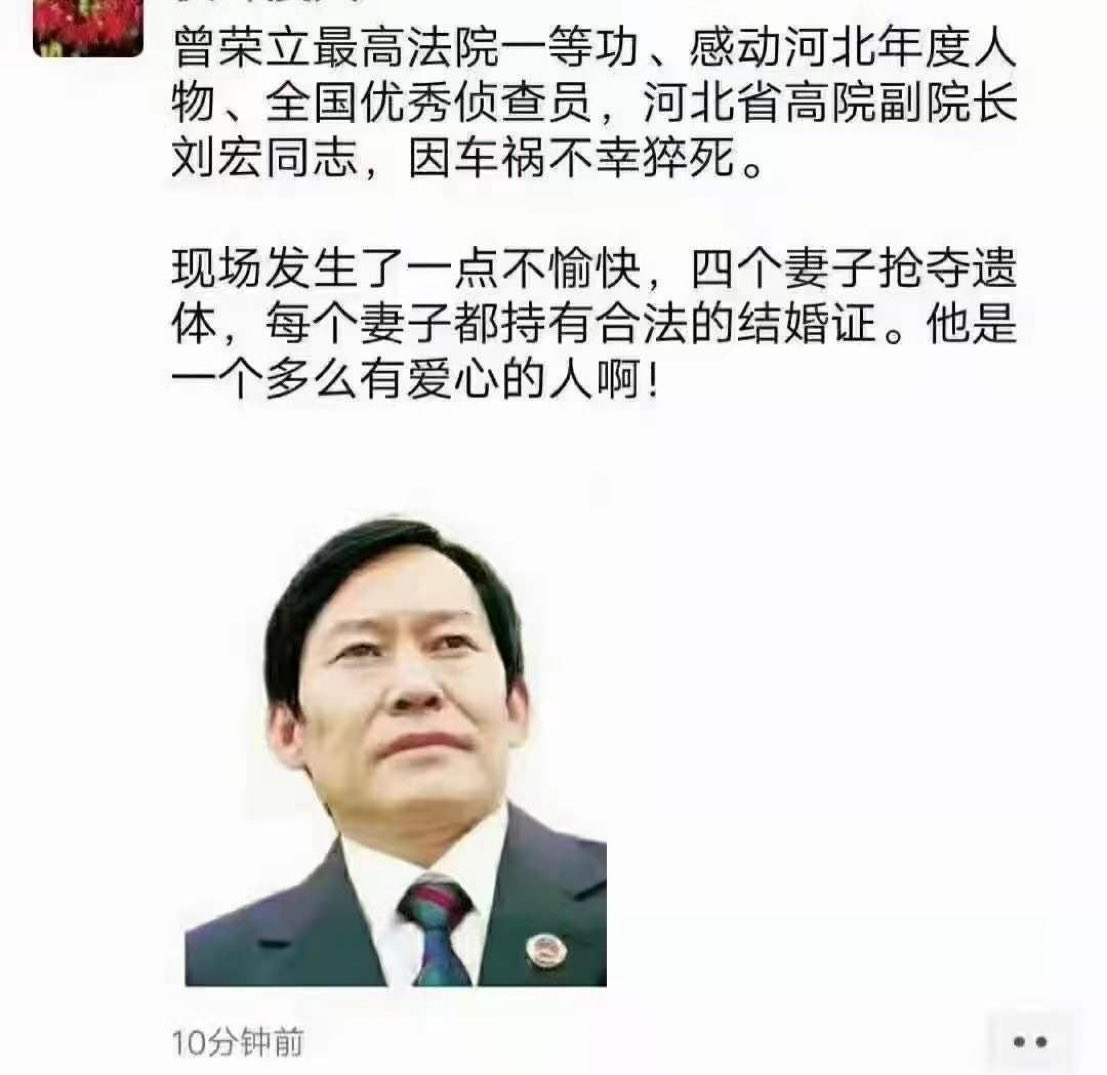 曾荣立最高法院一等功、感动河北年度人
物、全国优秀侦查员，河北省高院副院长
刘宏同志，因车祸不幸猝死。
现场发生了一点不愉快，四个妻子抢夺遗
体，每个妻子都持有合法的结婚证。他是
一个多么有爱心的人啊！
10分钟前